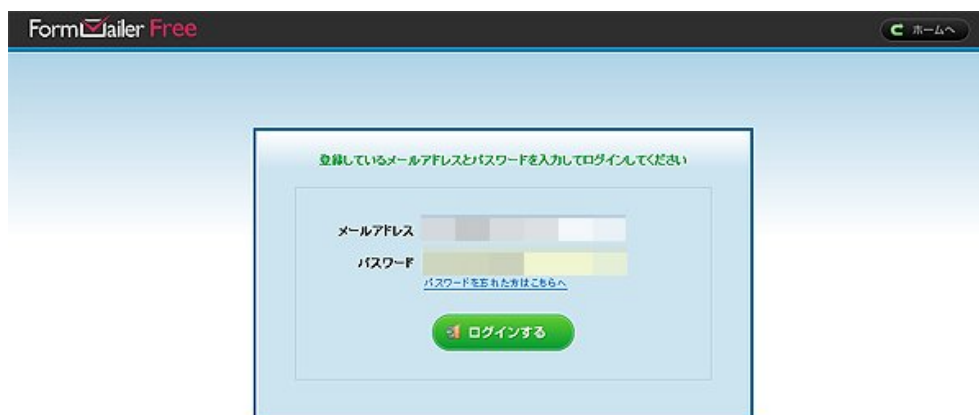 FormMailer Free
ホームへ
登録しているメールアドレスとパスワードを入力してログインしてください
メールアドレス
パスワード
パスワードを忘れた方はこちらへ
ログインする